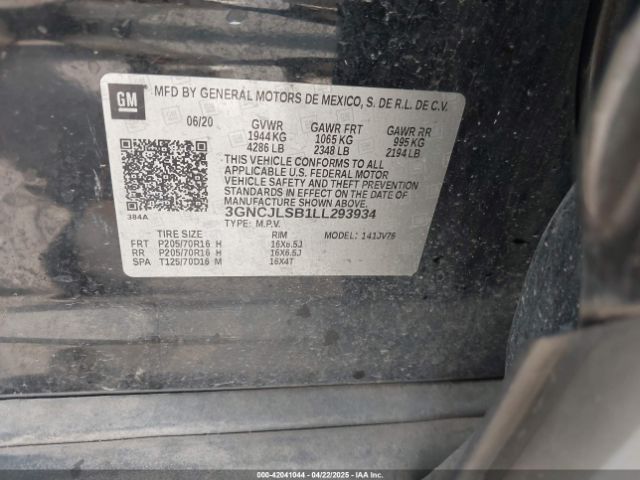 GM
MFD BY GENERAL MOTORS DE MEXICO, S. DE R.L. DE C.V.
06/20 GVWR GAWR FRT GAWR RR
1944 KG 1065 KG 995 KG
4286 LB 2348 LB 2194 LB
THIS VEHICLE CONFORMS TO ALL
APPLICABLE U.S. FEDERAL MOTOR
VEHICLE SAFETY AND THEFT PREVENTION
STANDARDS IN EFFECT ON THE DATE OF
MANUFACTURE SHOWN ABOVE.
384A
3GNCJLSB1LL293934
TYPE: M.P.V. MODEL: 141JV76
TIRE SIZE RIM
FRT P205/70R16 H 16X6.5J
RR P205/70R16 H 16X6.5J
SPA T125/70D16 M 16X4T
000-42041044 - 04/22/2025 - IAAI.COM